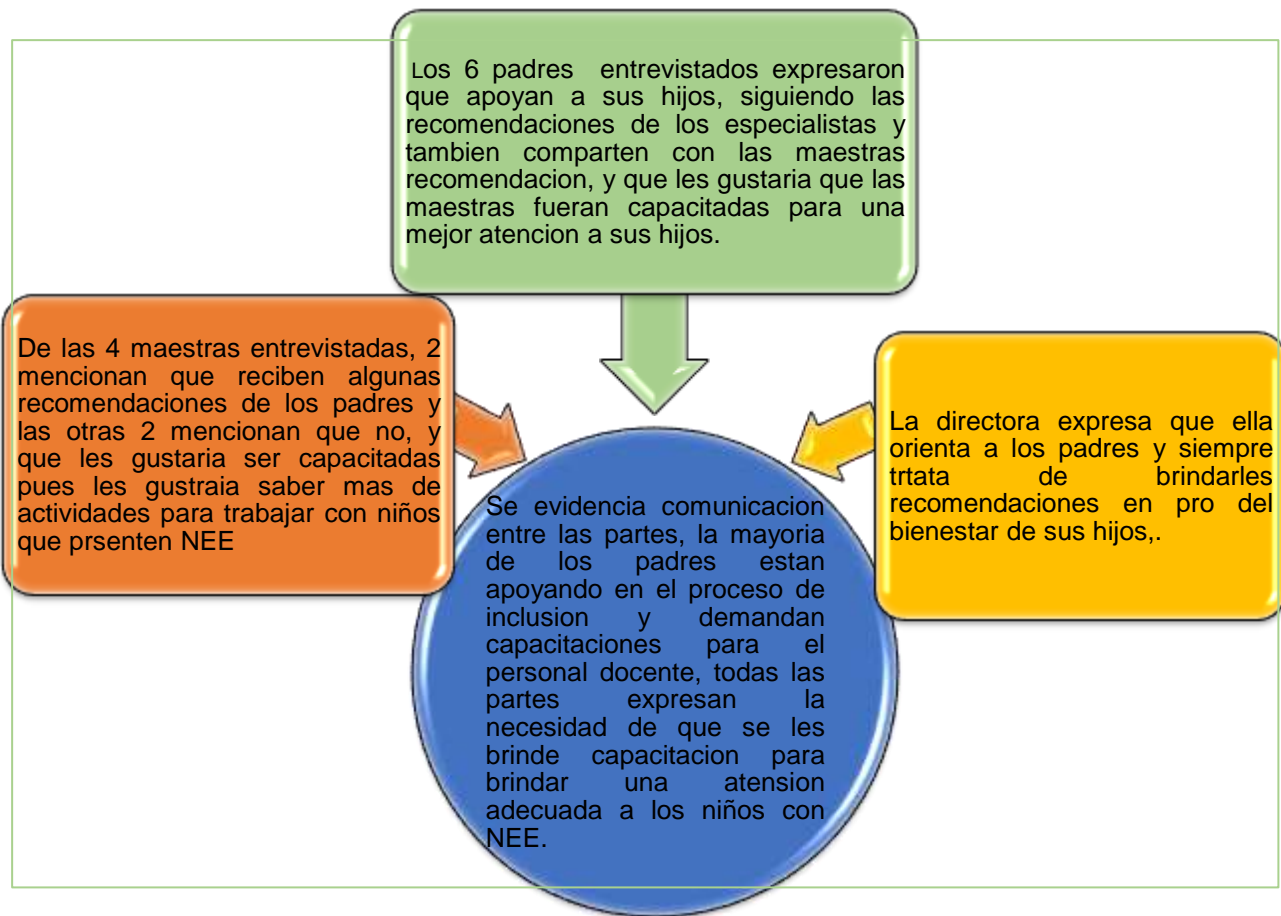 Los 6 padres entrevistados expresaron
que apoyan a sus hijos, siguiendo las
recomendaciones de los especialistas y
tambien comparten con las maestras
recomendacion, y que les gustaria que las
maestras fueran capacitadas para una
mejor atencion a sus hijos.
De las 4 maestras entrevistadas, 2
mencionan que reciben algunas
recomendaciones de los padres y
las otras 2 mencionan que no, y
que les gustaria ser capacitadas
pues les gustraia saber mas de
actividades para trabajar con niños
que prsenten NEE
La directora expresa que ella
orienta a los padres y siempre
trtata de brindarles
recomendaciones en pro del
bienestar de sus hijos,.
Se evidencia comunicacion
entre las partes, la mayoria
de los padres estan
apoyando en el proceso de
inclusion y demandan
capacitaciones para el
personal docente, todas las
partes expresan la
necesidad de que se les
brinde capacitacion para
brindar una atension
adecuada a los niños con
NEE.